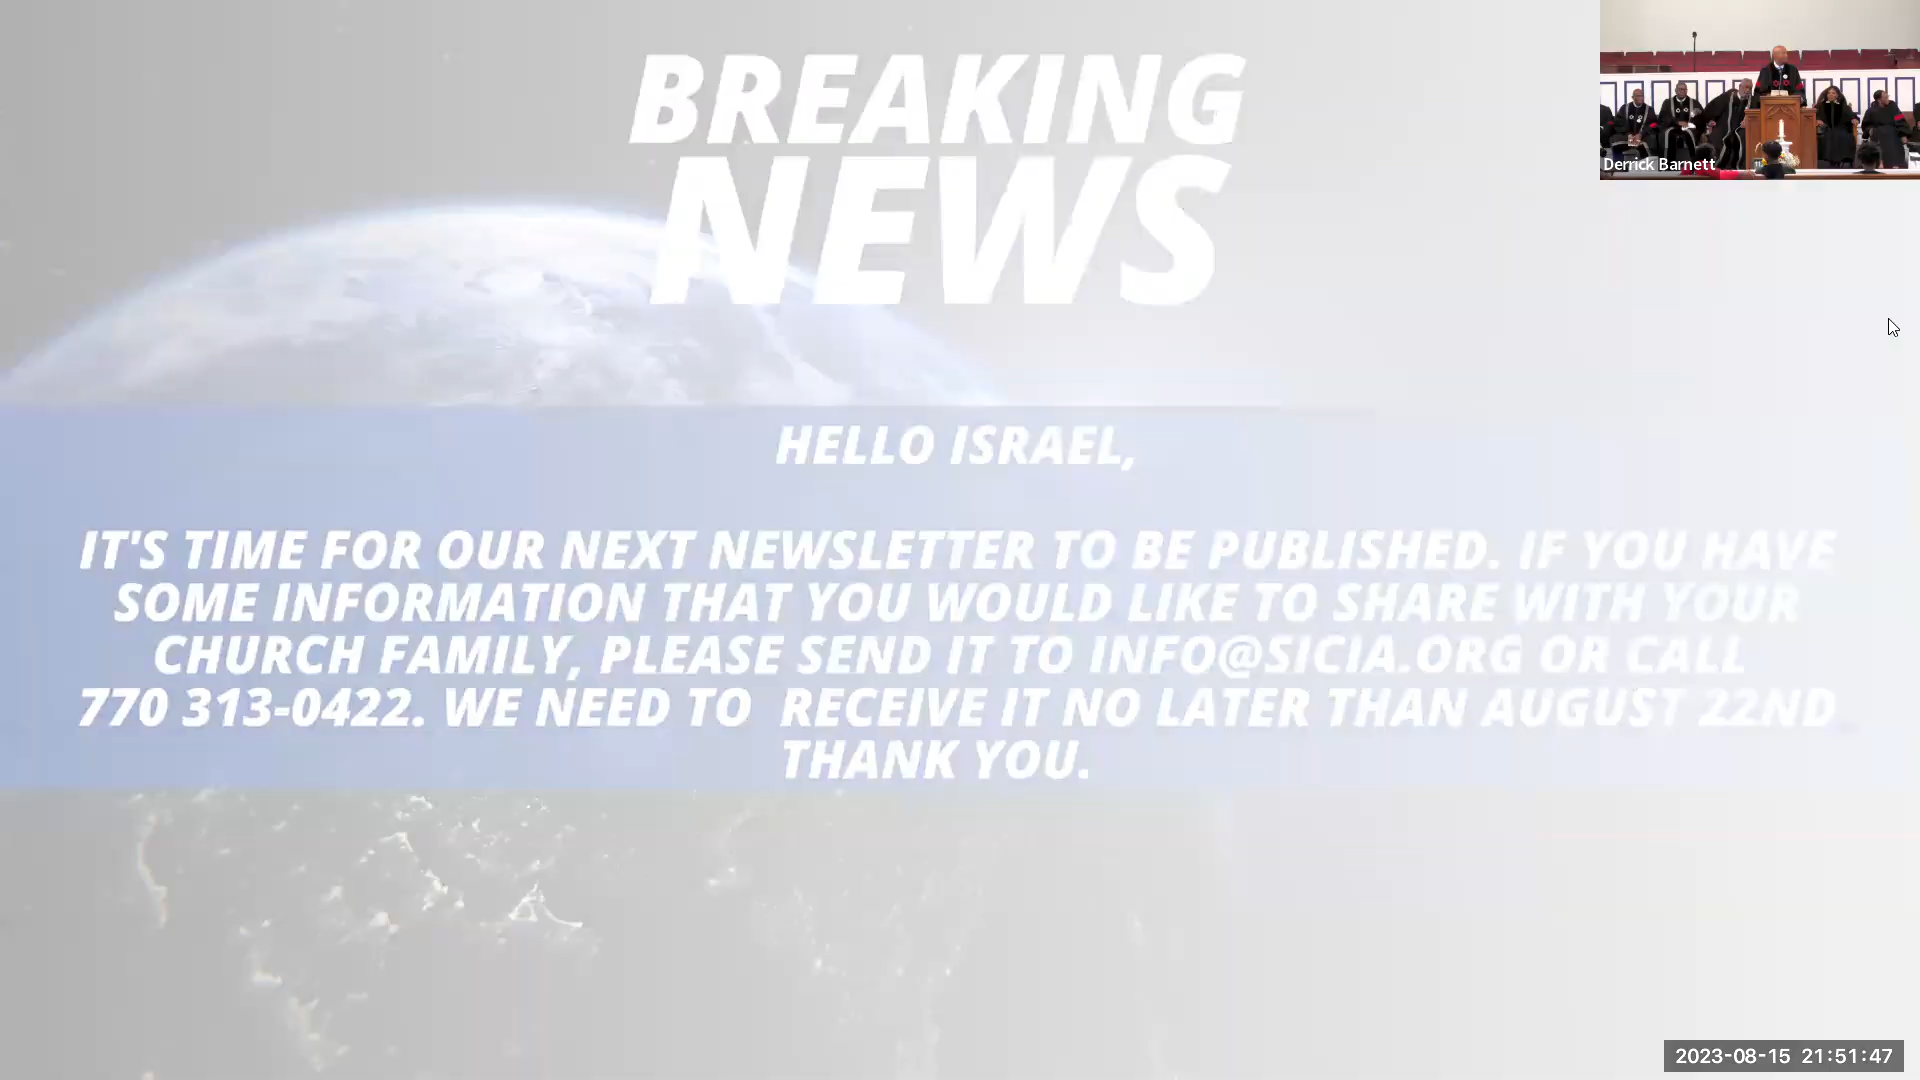 BREAKING
NEWS
Derrick Barnett
HELLO ISRAEL,
IT'S TIME FOR OUR NEXT NEWSLETTER TO BE PUBLISHED. IF YOU HAVE
SOME INFORMATION THAT YOU WOULD LIKE TO SHARE WITH YOUR
CHURCH FAMILY, PLEASE SEND IT TO INFO@SICIA.ORG OR CALL
770 313-0422. WE NEED TO  RECEIVE IT NO LATER THAN AUGUST 22ND
THANK YOU.
2023-08-15 21:51:47